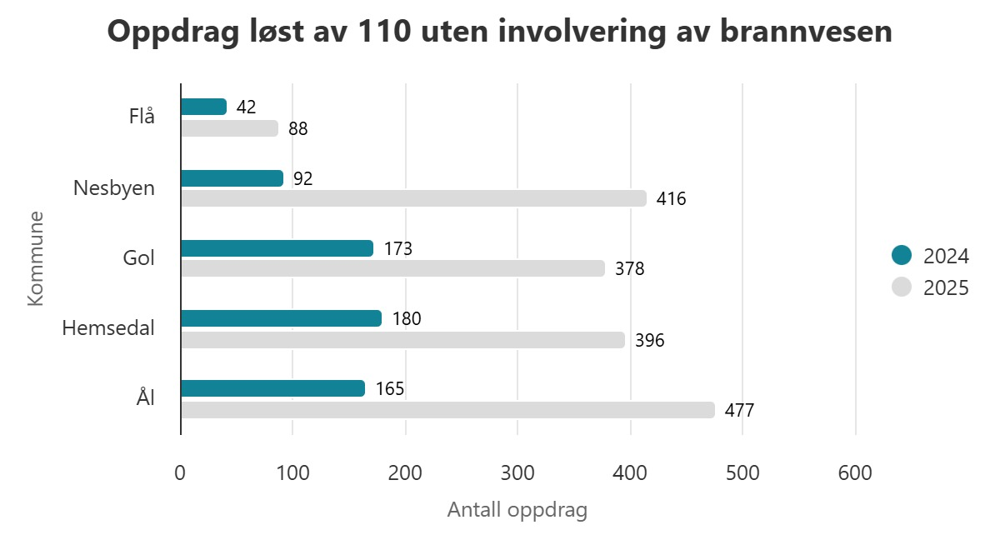 Oppdrag løst av 110 uten involvering av brannvesen
Kommune
Flå
42
88
Nesbyen
92
416
Gol
173
378
Hemsedal
180
396
Ål
165
477
0 100 200 300 400 500 600
Antall oppdrag
2024
2025